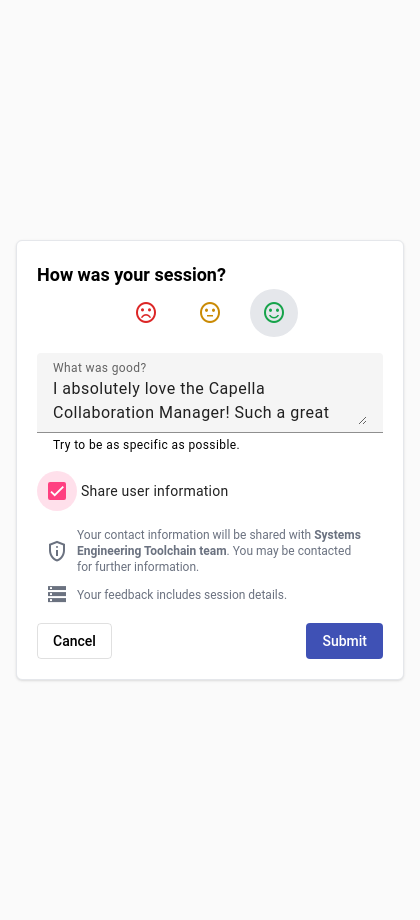 How was your session?
What was good?
I absolutely love the Capella
Collaboration Manager! Such a great
Try to be as specific as possible.
Share user information
Your contact information will be shared with Systems
Engineering Toolchain team. You may be contacted
for further information.
Your feedback includes session details.
Cancel
Submit